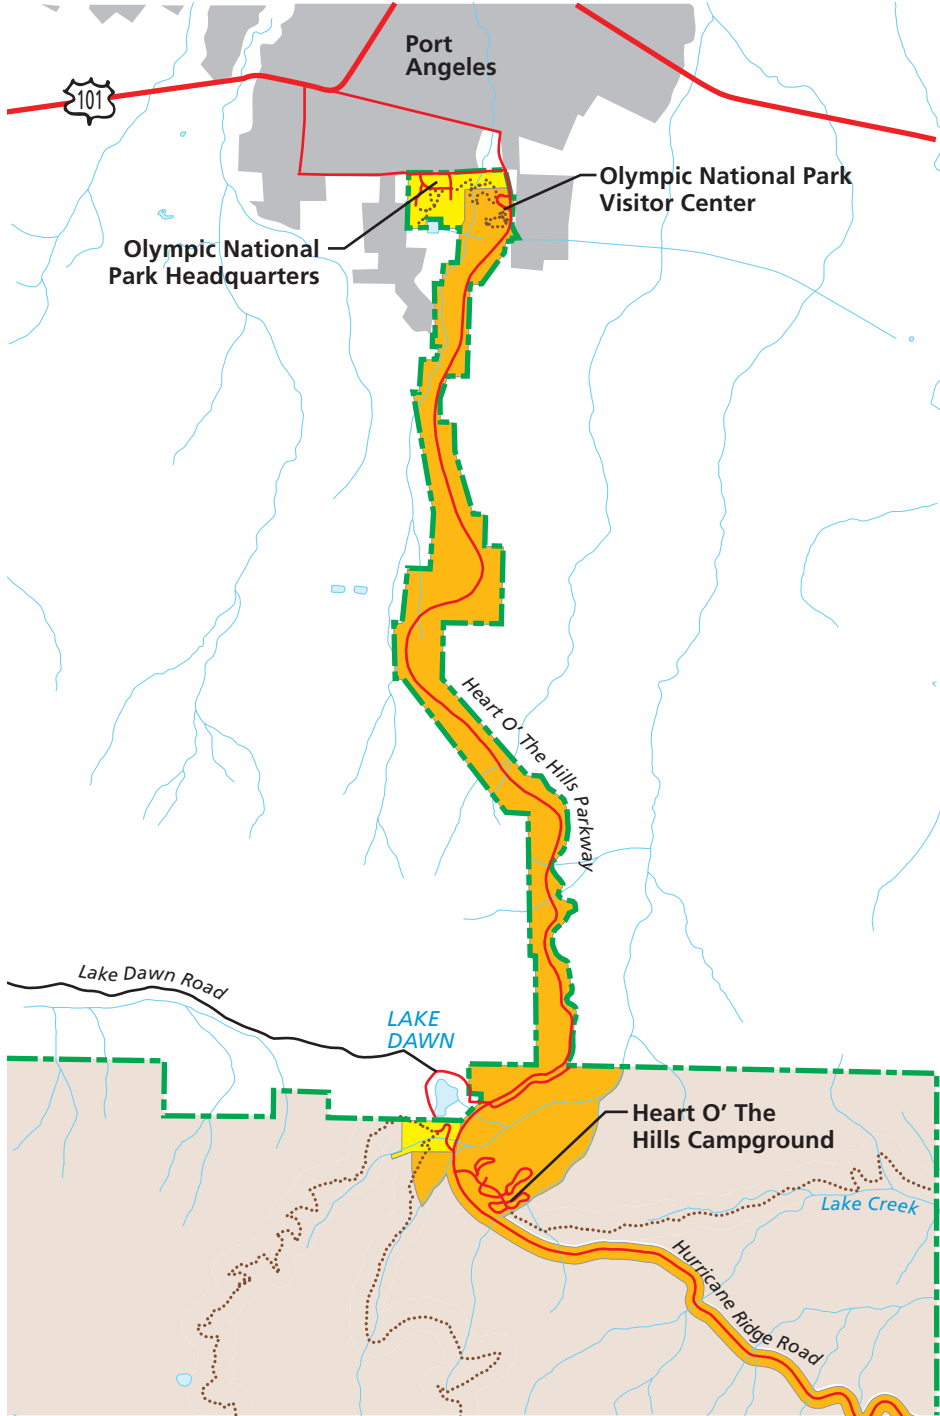 Port
Angeles
101
Olympic National Park
Visitor Center
Olympic National
Park Headquarters
Heart O’ The Hills Parkway
Lake Dawn Road
LAKE
DAWN
Heart O’ The
Hills Campground
Lake Creek
Hurricane Ridge Road